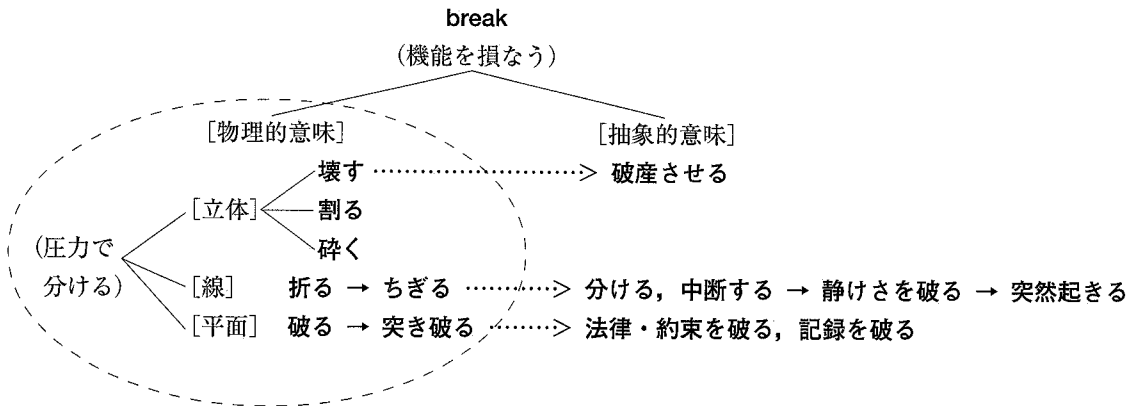 break
(機能を損なう)
[物理的意味] [抽象的意味]
壊す ⋯⋯> 破産させる
[立体] 割る
砕く
(圧力で
分ける)
[線] 折る → ちぎる ⋯⋯> 分ける，中断する → 静けさを破る → 突然起きる
[平面] 破る → 突き破る ⋯⋯> 法律・約束を破る，記録を破る